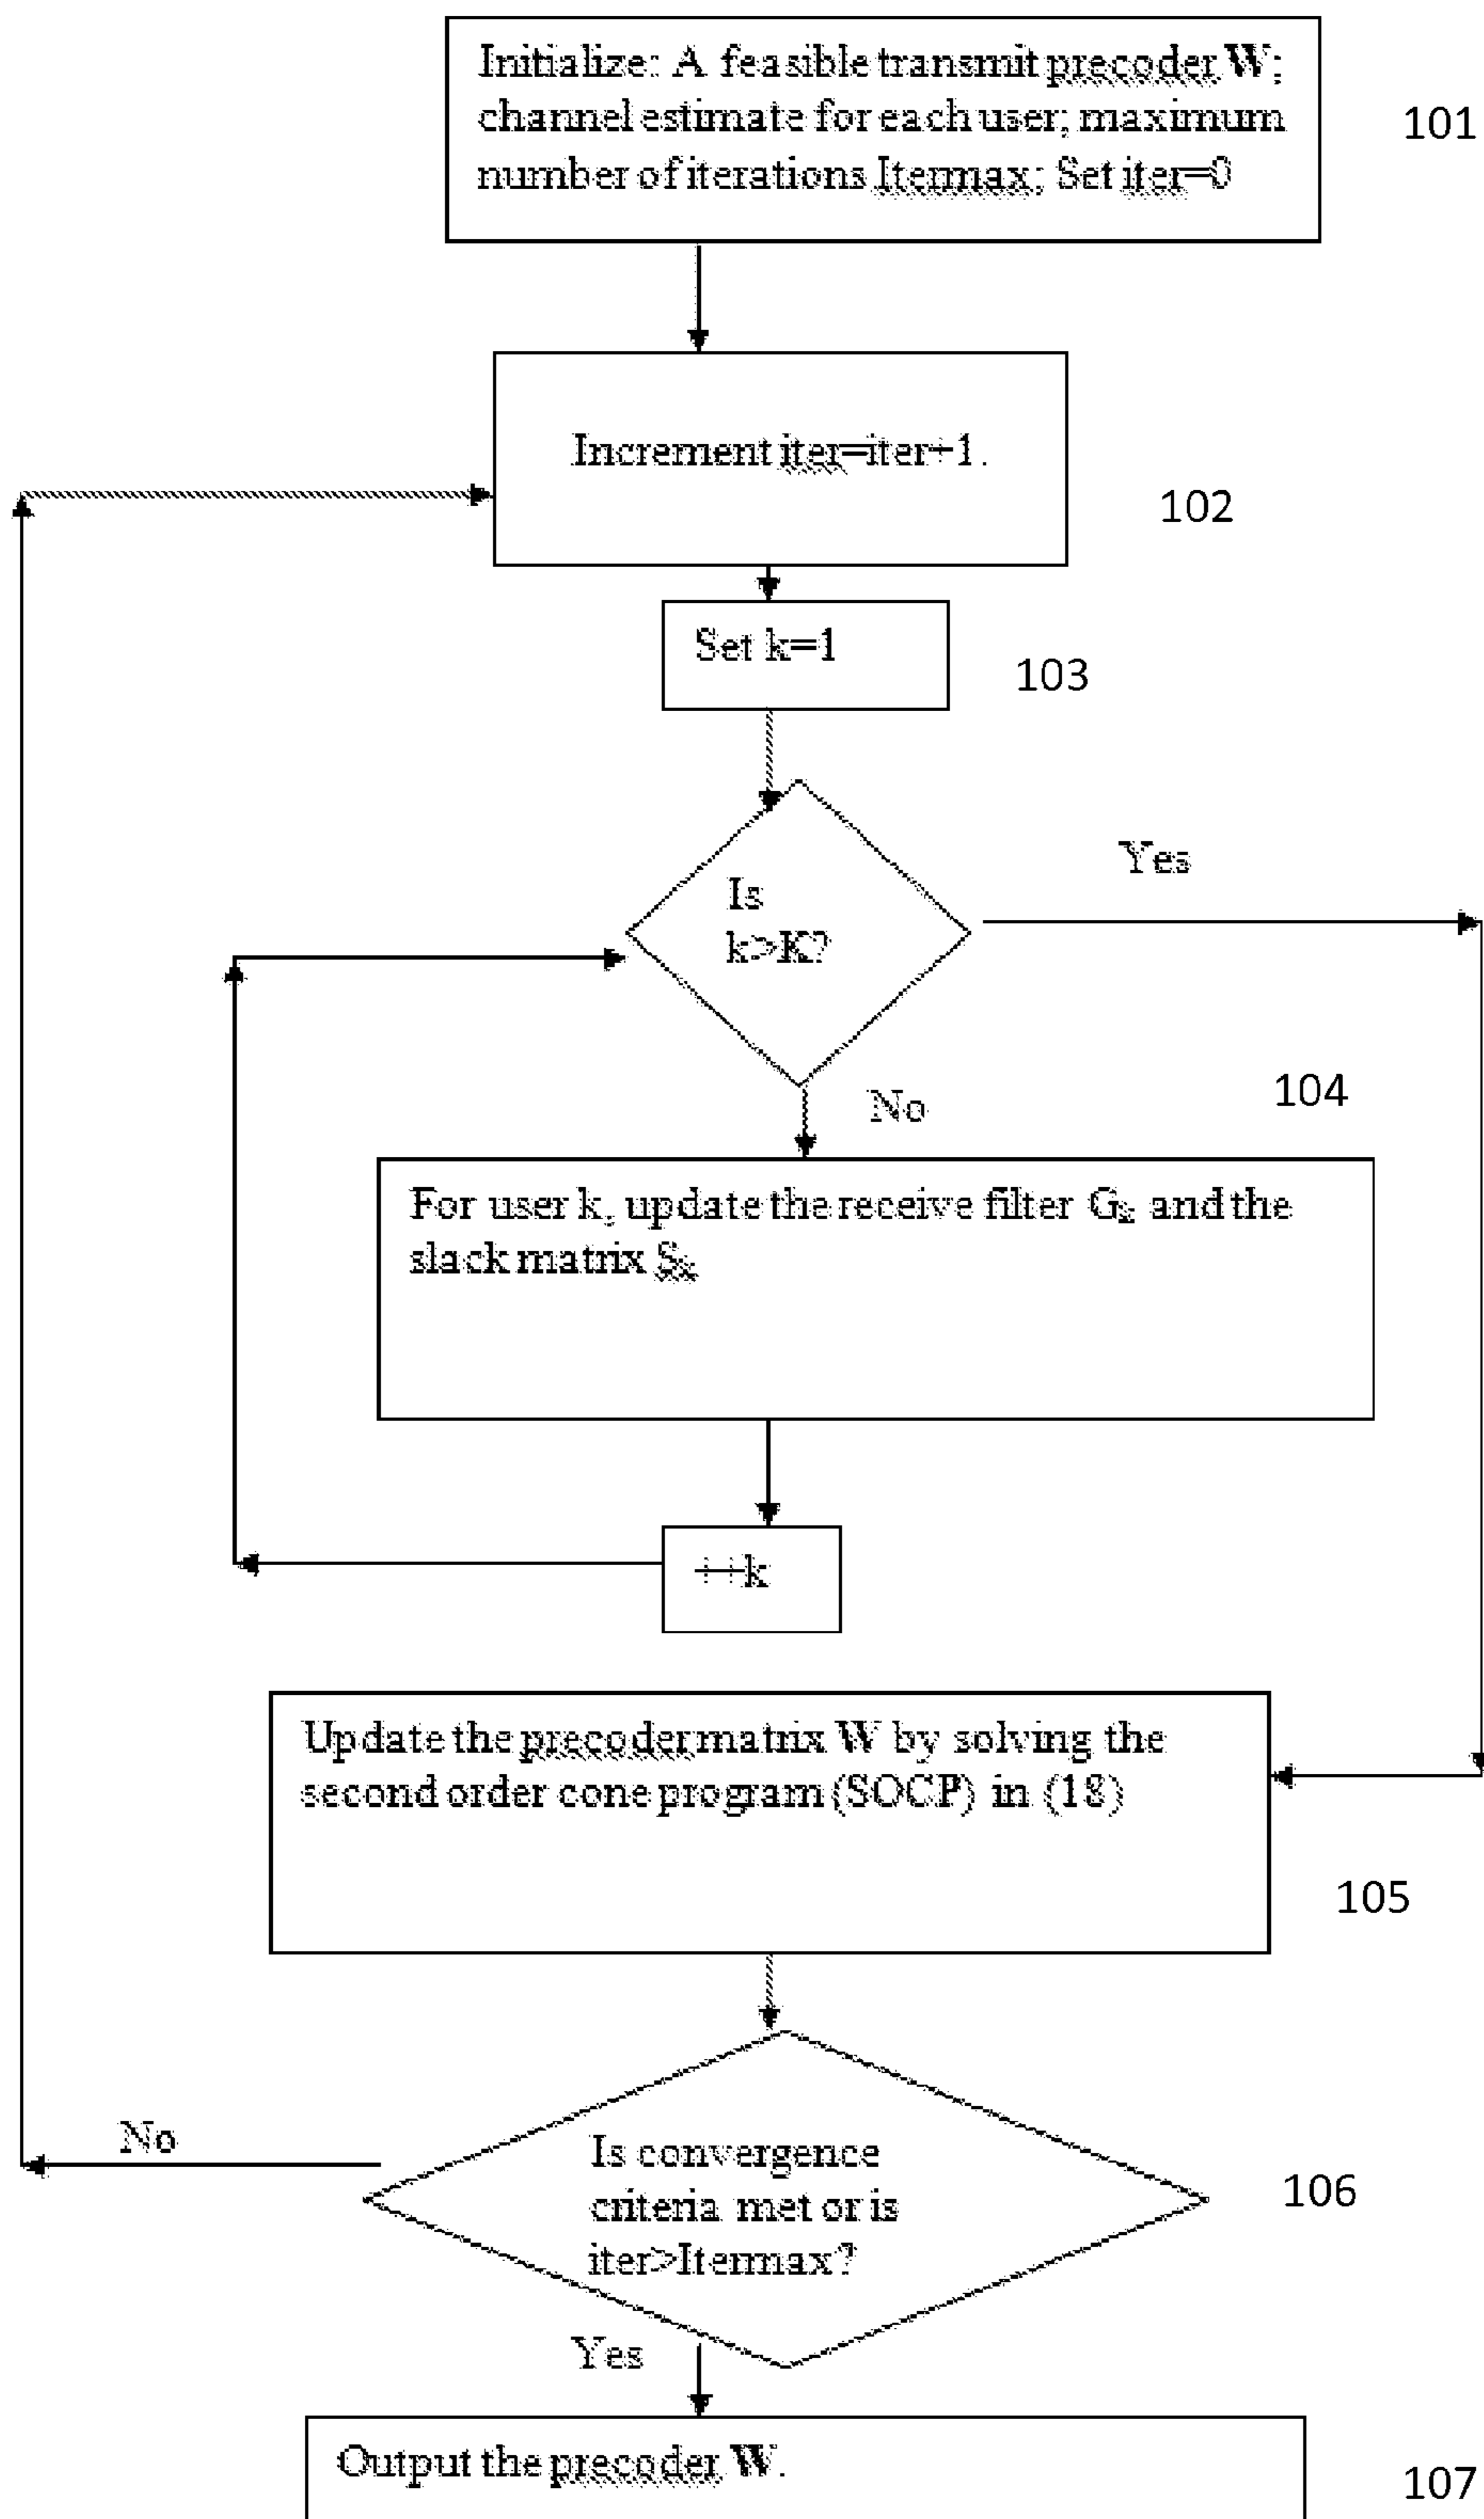 Initialize: A feasible transmit precoder W;
channel estimate for each user; maximum
number of iterations Itermax; Set iter=0
101
Increment iter=iter+1.
102
Set k=1
103
Is
k>K?
Yes
No
104
For user k, update the receive filter Gk and the
slack matrix Sk
++k
Update the precoder matrix W by solving the
second order cone program (SOCP) in (18)
105
Is convergence
criteria met or is
iter>Itermax?
No
106
Yes
Output the precoder W.
107